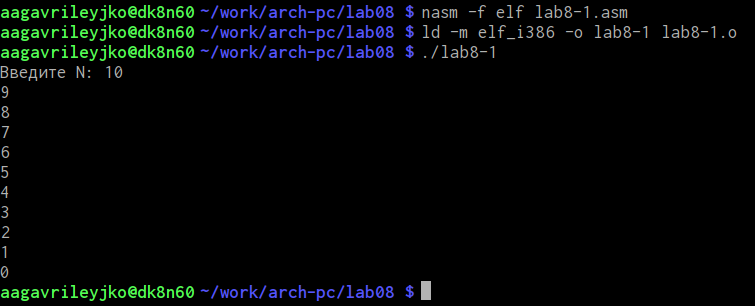 aagavrileyjko@dk8n60 ~/work/arch-pc/lab08 $ nasm -f elf lab8-1.asm
aagavrileyjko@dk8n60 ~/work/arch-pc/lab08 $ ld -m elf_i386 -o lab8-1 lab8-1.o
aagavrileyjko@dk8n60 ~/work/arch-pc/lab08 $ ./lab8-1
Введите N: 10
9
8
7
6
5
4
3
2
1
0
aagavrileyjko@dk8n60 ~/work/arch-pc/lab08 $